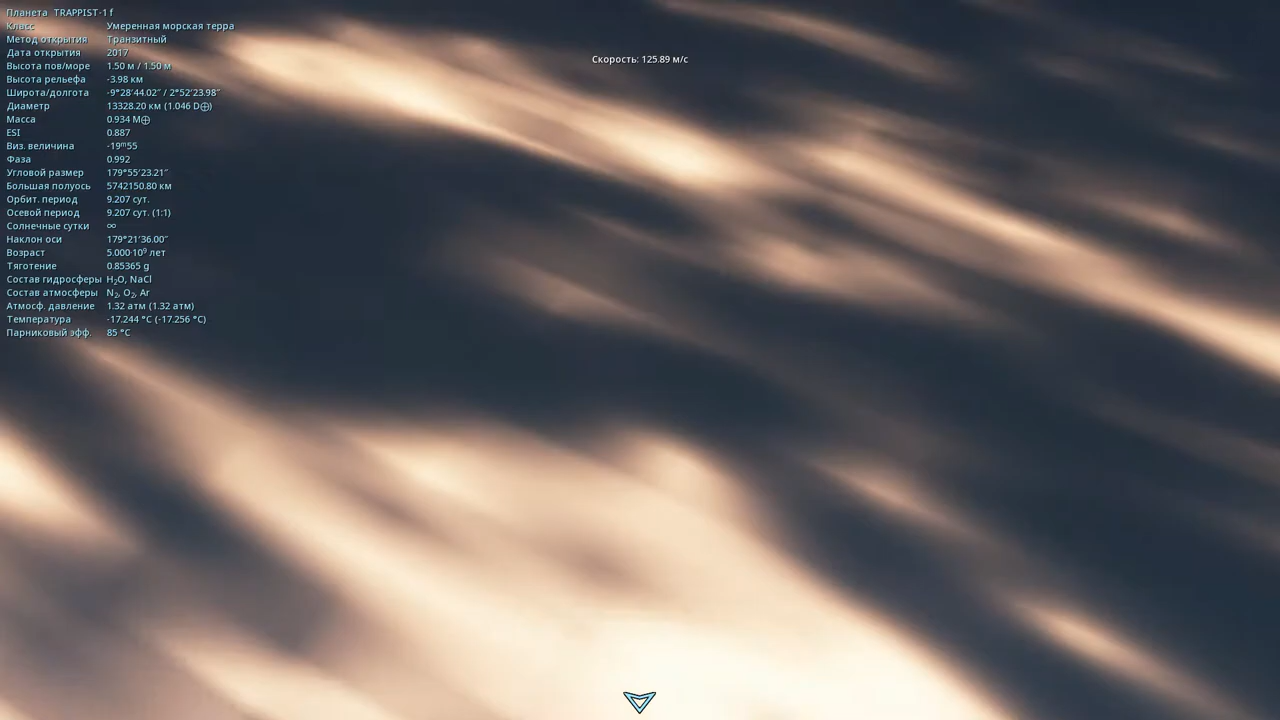 Планета TRAPPIST-1 f
Класс Умеренная морская терра
Метод открытия Транзитный
Дата открытия 2017
Скорость: 125.89 м/с
Высота пов/море 1.50 м / 1.50 м
Высота рельефа -3.98 км
Широта/долгота -9°28′44.02″ / 2°52′23.98″
Диаметр 13328.20 км (1.046 D⊕)
Масса 0.934 M⊕
ESI 0.887
Виз. величина -19ᵐ55
Фаза 0.992
Угловой размер 179°55′23.21″
Большая полуось 5742150.80 км
Орбит. период 9.207 сут.
Осевой период 9.207 сут. (1:1)
Солнечные сутки ∞
Наклон оси 179°21′36.00″
Возраст 5.000·10⁹ лет
Тяготение 0.85365 g
Состав гидросферы H₂O, NaCl
Состав атмосферы N₂, O₂, Ar
Атмосф. давление 1.32 атм (1.32 атм)
Температура -17.244 °C (-17.256 °C)
Парниковый эфф. 85 °C